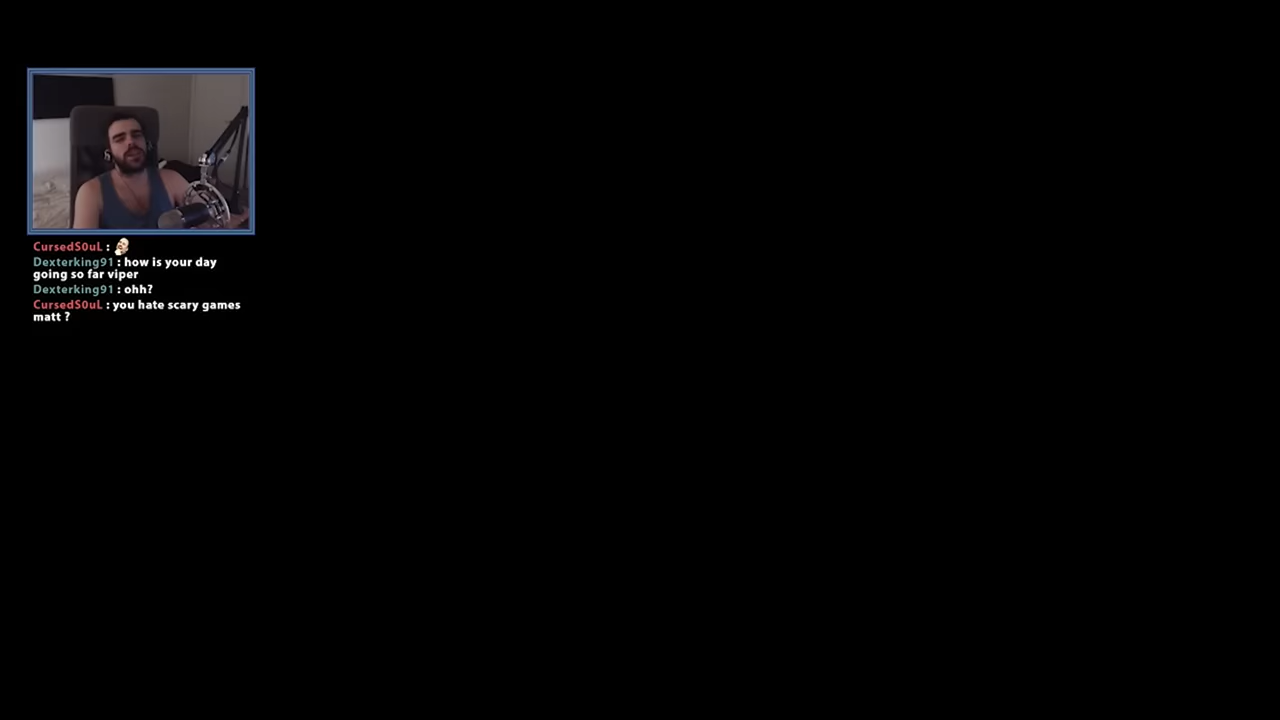 CursedS0uL :
Dexterking91 : how is your day
going so far viper
Dexterking91 : ohh?
CursedS0uL : you hate scary games
matt ?